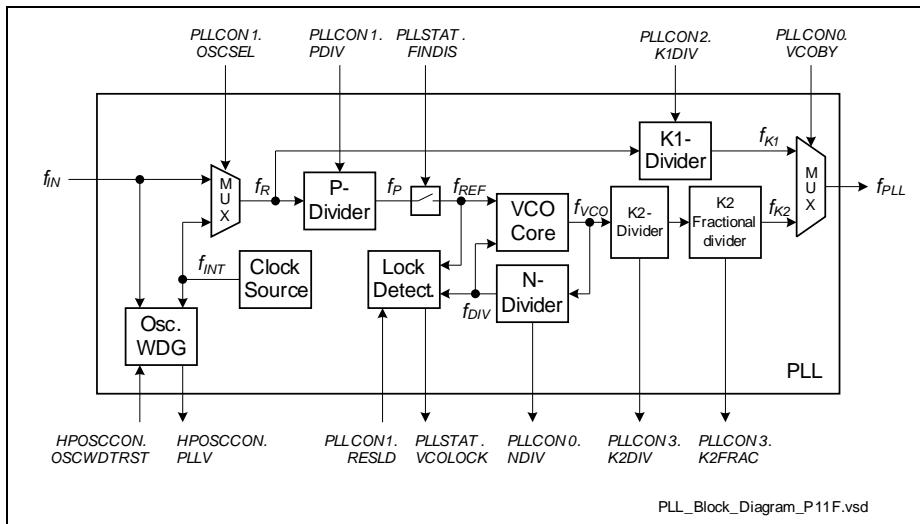 PLLCON1.
OSCSEL
PLLCON1.
PDIV
PLLSTAT.
FINDIS
PLLCON2.
K1DIV
PLLCON0.
VCOBY
fIN
MUX
fR
P-
Divider
fP
fREF
VCO
Core
fVCO
K1-
Divider
fK1
K2-
Divider
K2
Fractional
divider
fK2
MUX
fPLL
fINT
Clock
Source
Lock
Detect.
fDIV
N-
Divider
Osc.
WDG
PLL
HPOSCCON.
OSCWDTRST
HPOSCCON.
PLLV
PLLCON1.
RESLD
PLLSTAT.
VCOLOCK
PLLCON0.
NDIV
PLLCON3.
K2DIV
PLLCON3.
K2FRAC
PLL_Block_Diagram_P11F.vsd